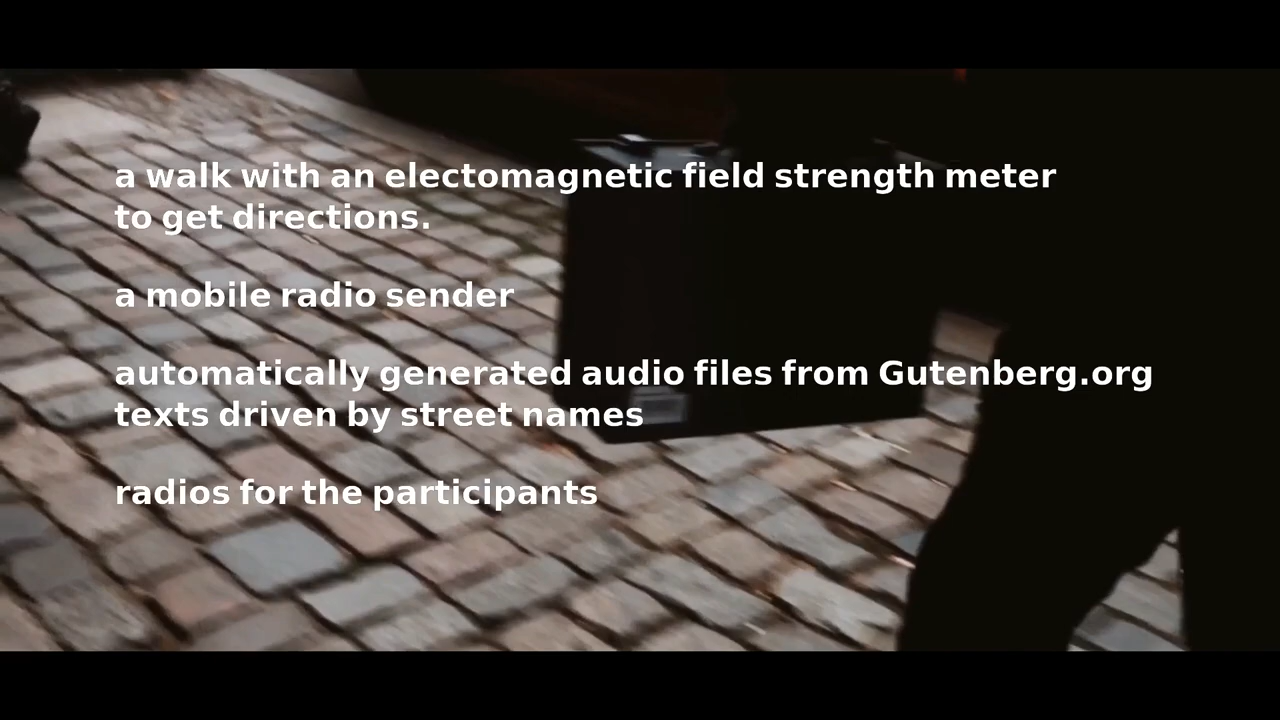 a walk with an electomagnetic field strength meter
to get directions.
a mobile radio sender
automatically generated audio files from Gutenberg.org
texts driven by street names
radios for the participants